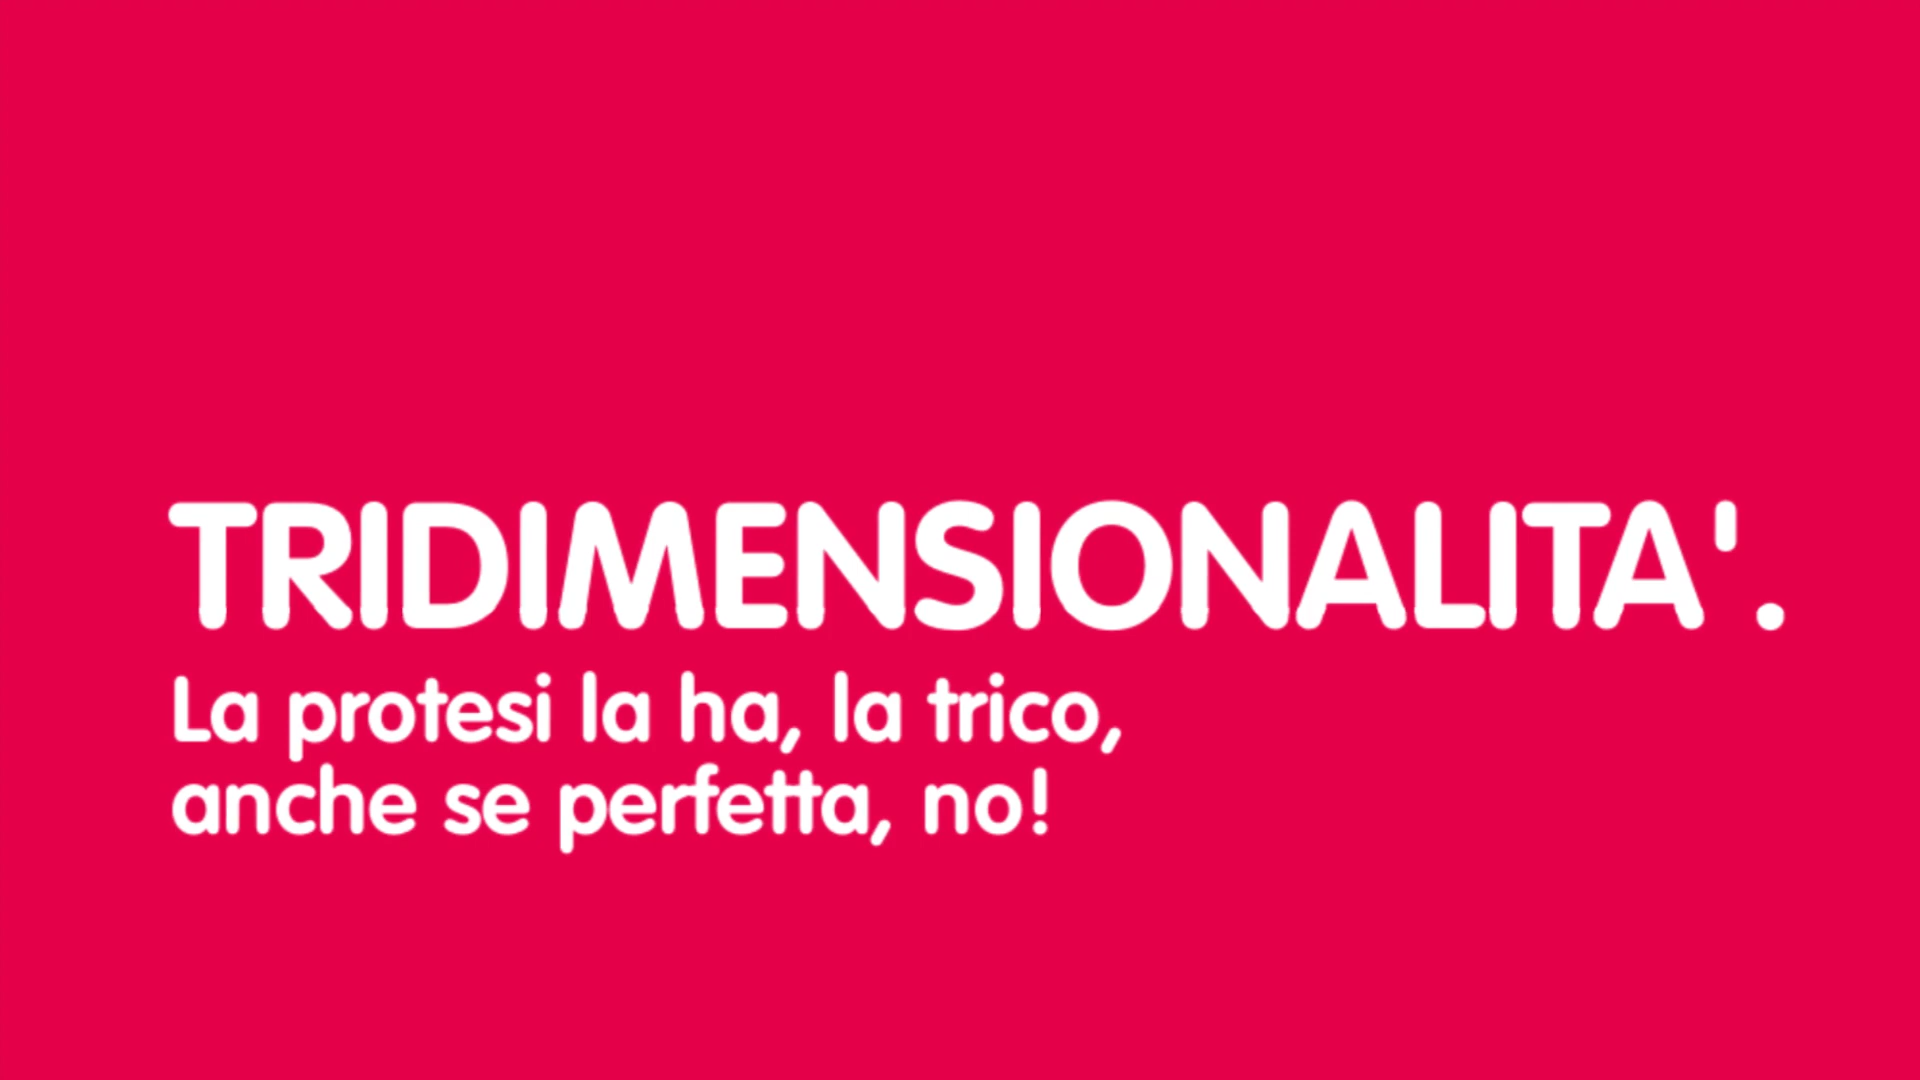 TRIDIMENSIONALITA'.
La protesi la ha, la trico,
anche se perfetta, no!